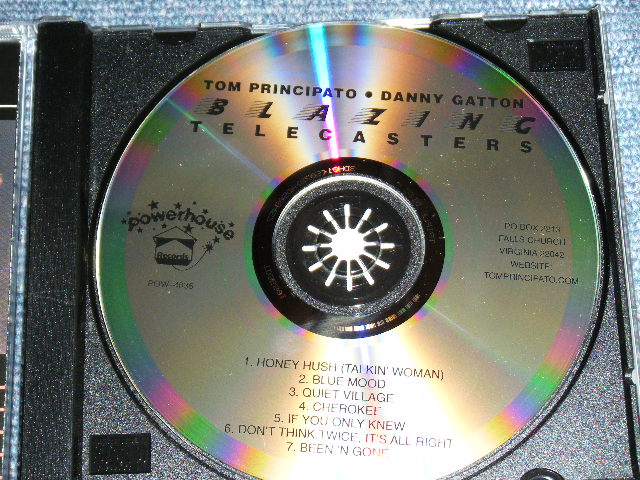 TOM PRINCIPATO • DANNY GATTON
BLAZING
TELECASTERS
Powerhouse
Records
POW-4035
PO BOX 2213
FALLS CHURCH
VIRGINIA 22042
WEBSITE:
TOMPRINCIPATO.COM
1. HONEY HUSH (TALKIN' WOMAN)
2. BLUE MOOD
3. QUIET VILLAGE
4. CHEROKEE
5. IF YOU ONLY KNEW
6. DON'T THINK TWICE, IT'S ALL RIGHT
7. BEEN 'N GONE